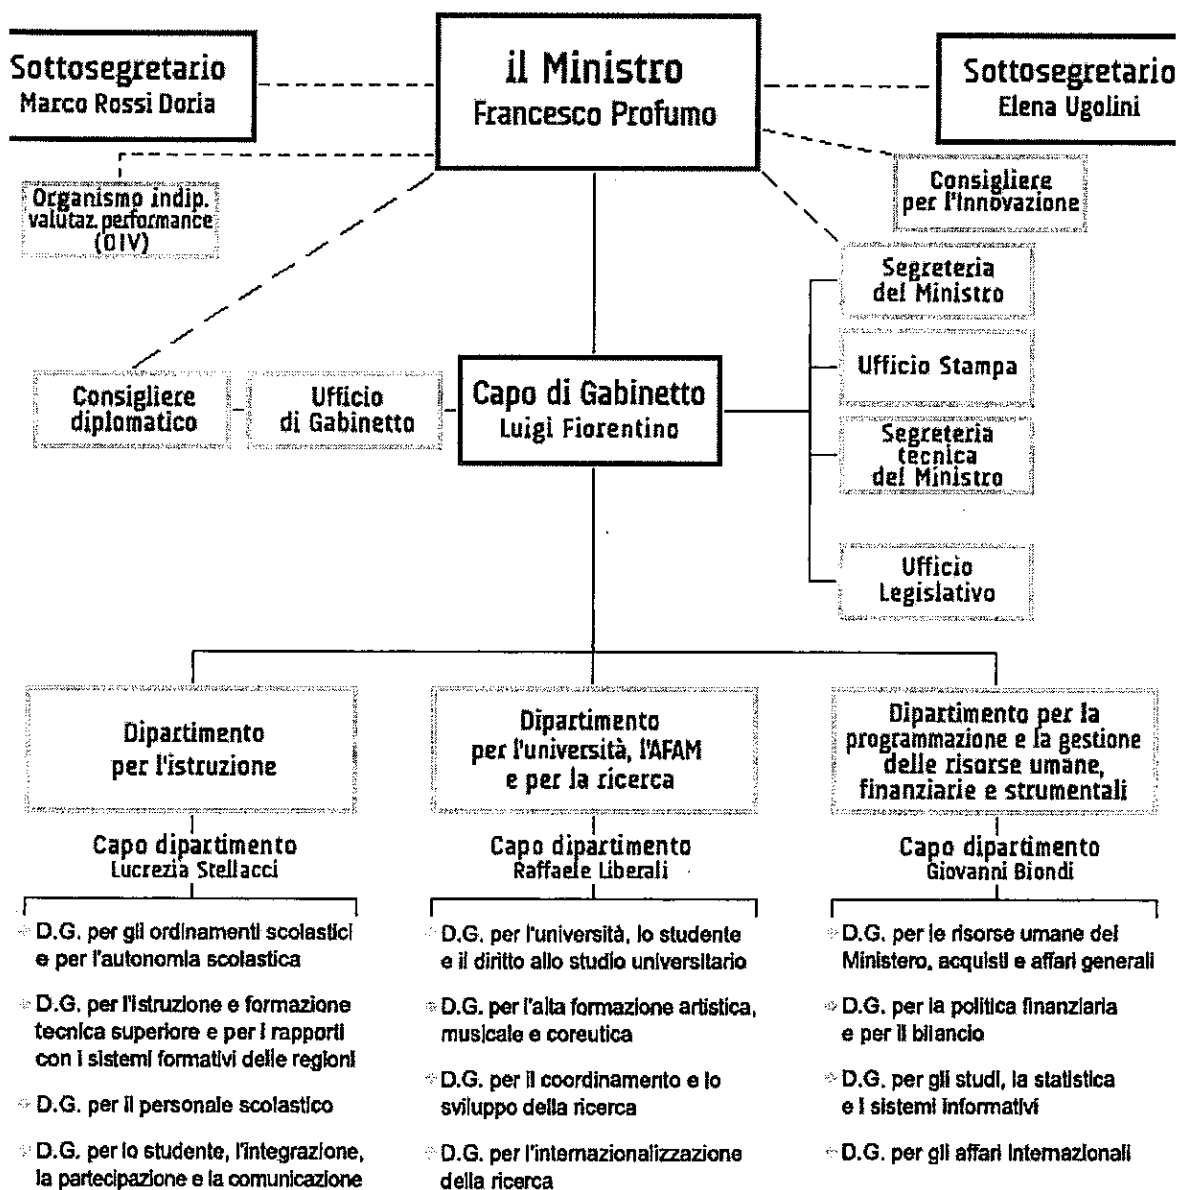 Sottosegretario
Marco Rossi Doria
il Ministro
Francesco Profumo
Sottosegretario
Elena Ugolini
Organismo indip.
valutaz. performance
(OIV)
Consigliere
per l'Innovazione
Segreteria
del Ministro
Ufficio Stampa
Segreteria
tecnica
del Ministro
Ufficio
Legislativo
Consigliere
diplomatico
Ufficio
di Gabinetto
Capo di Gabinetto
Luigi Fiorentino
Dipartimento
per l'istruzione
Capo dipartimento
Lucrezia Stellacci
D.G. per gli ordinamenti scolastici
e per l'autonomia scolastica
D.G. per l'istruzione e formazione
tecnica superiore e per i rapporti
con i sistemi formativi delle regioni
D.G. per il personale scolastico
D.G. per lo studente, l'integrazione,
la partecipazione e la comunicazione
Dipartimento
per l'università, l'AFAM
e per la ricerca
Capo dipartimento
Raffaele Liberali
D.G. per l'università, lo studente
e il diritto allo studio universitario
D.G. per l'alta formazione artistica,
musicale e coreutica
D.G. per il coordinamento e lo
sviluppo della ricerca
D.G. per l'internazionalizzazione
della ricerca
Dipartimento per la
programmazione e la gestione
delle risorse umane,
finanziarie e strumentali
Capo dipartimento
Giovanni Biondi
D.G. per le risorse umane del
Ministero, acquisti e affari generali
D.G. per la politica finanziaria
e per il bilancio
D.G. per gli studi, la statistica
e i sistemi informativi
D.G. per gli affari internazionali